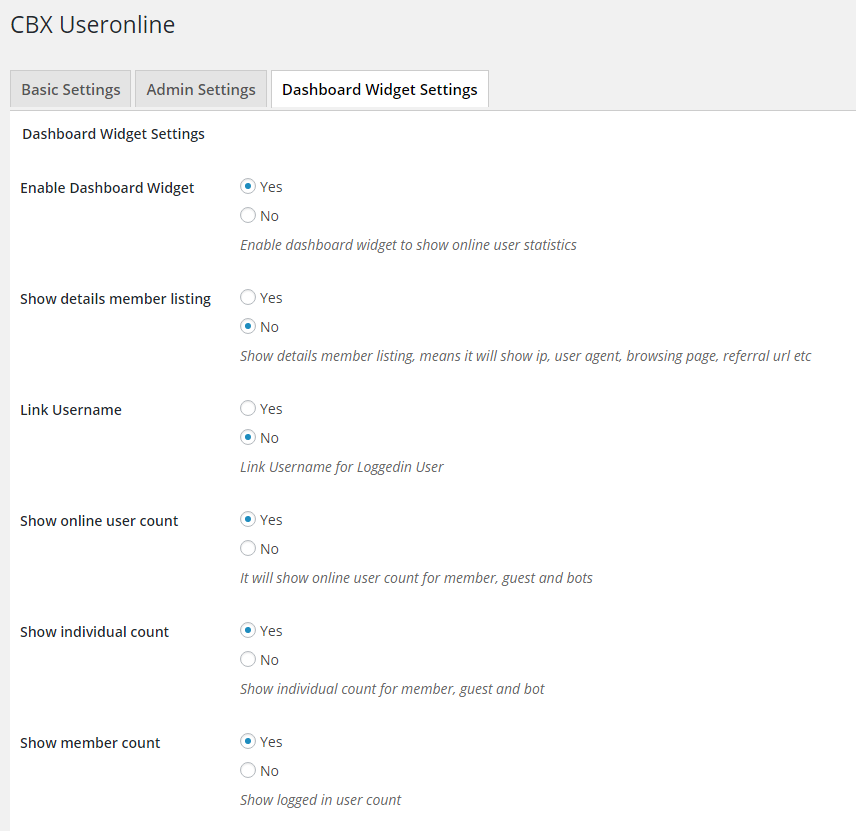 CBX Useronline
Basic Settings Admin Settings Dashboard Widget Settings
Dashboard Widget Settings
Enable Dashboard Widget Yes
No
Enable dashboard widget to show online user statistics
Show details member listing Yes
No
Show details member listing, means it will show ip, user agent, browsing page, referral url etc
Link Username Yes
No
Link Username for Loggedin User
Show online user count Yes
No
It will show online user count for member, guest and bots
Show individual count Yes
No
Show individual count for member, guest and bot
Show member count Yes
No
Show logged in user count